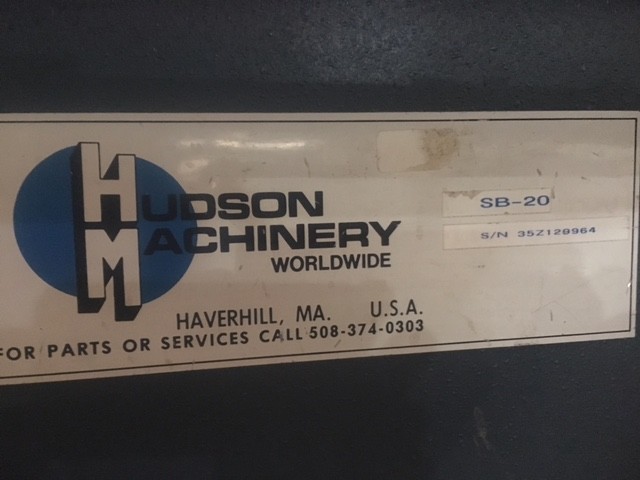 HUDSON
MACHINERY
WORLDWIDE
HAVERHILL, MA. U.S.A.
FOR PARTS OR SERVICES CALL 508-374-0303
SB-20
S/N 35Z129964